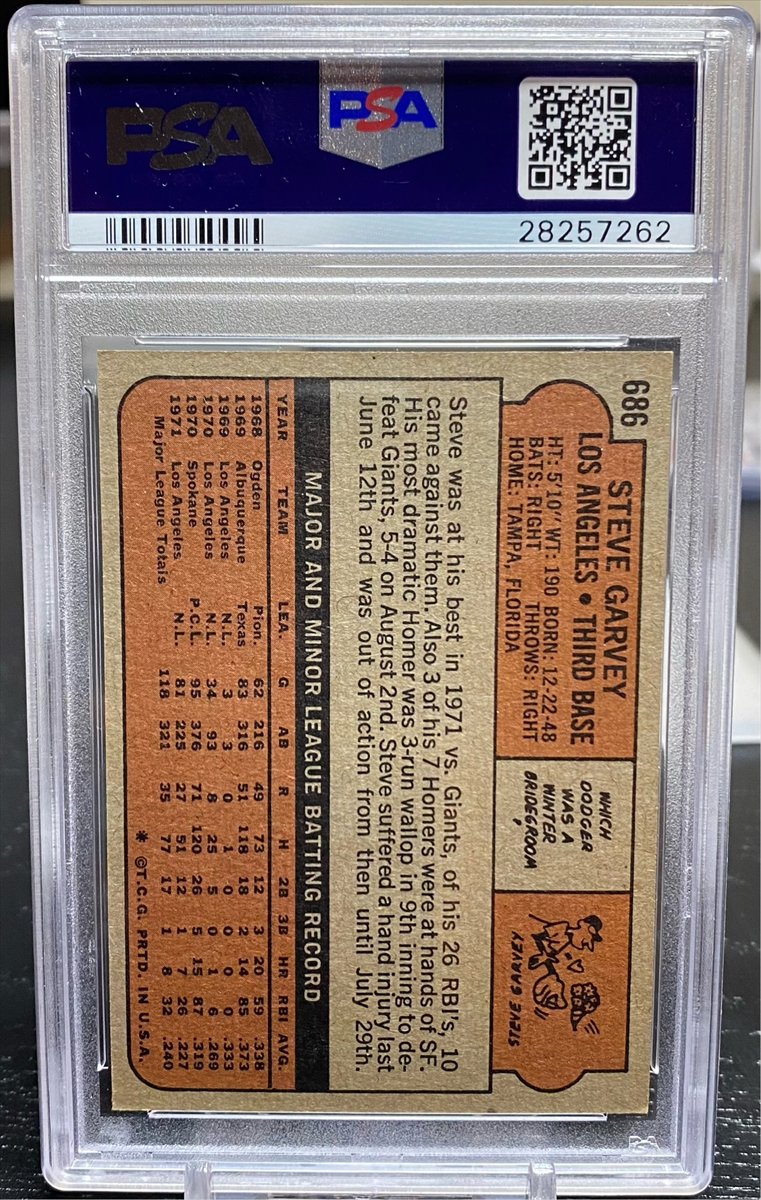 PSA
PSA
28257262
686
STEVE GARVEY
LOS ANGELES • THIRD BASE
HT: 5'10" WT: 190 BORN: 12-22-48
BATS: RIGHT THROWS: RIGHT
HOME: TAMPA, FLORIDA
WHICH
DODGER
WAS A
WINTER
BRIDEGROOM
?
STEVE GARVEY
Steve was at his best in 1971 vs. Giants, of his 26 RBI's, 10
came against them. Also 3 of his 7 Homers were at hands of SF.
His most dramatic Homer was 3-run wallop in 9th inning to de-
feat Giants, 5-4 on August 2nd. Steve suffered a hand injury last
June 12th and was out of action from then until July 29th.
MAJOR AND MINOR LEAGUE BATTING RECORD
YEAR TEAM LEA. G AB R H 2B 3B HR RBI AVG.
1968 Ogden Pion. 62 216 49 73 12 3 20 59 .338
1969 Albuquerque Texas 83 316 51 118 18 2 14 85 .373
1969 Los Angeles N.L. 3 3 0 1 0 0 0 0 .333
1970 Los Angeles N.L. 34 93 8 25 5 0 1 6 .269
1970 Spokane P.C.L. 95 376 71 120 26 5 15 87 .319
1971 Los Angeles N.L. 81 225 27 51 12 1 7 26 .227
Major League Totals 118 321 35 77 17 1 8 32 .240
* ©T.C.G. PRTD. IN U.S.A.